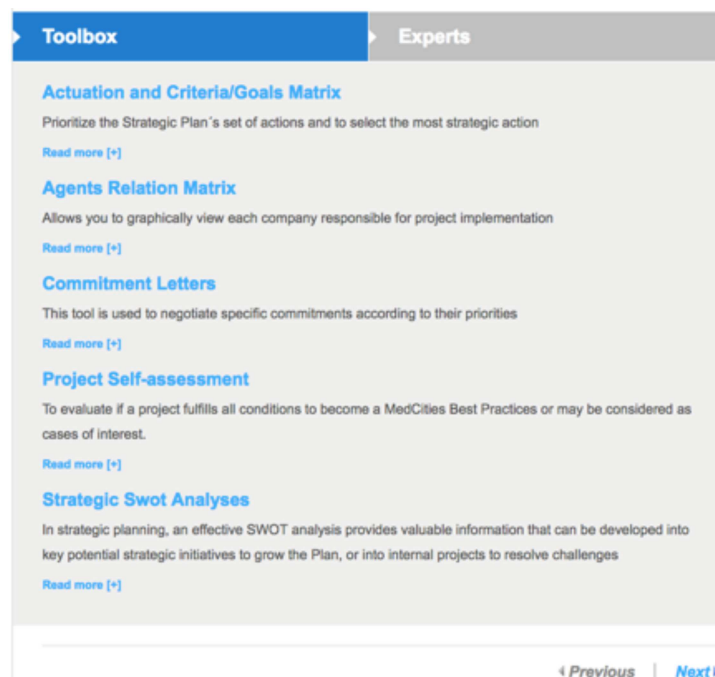 Toolbox
Experts
Actuation and Criteria/Goals Matrix
Prioritize the Strategic Plan´s set of actions and to select the most strategic action
Read more [+]
Agents Relation Matrix
Allows you to graphically view each company responsible for project implementation
Read more [+]
Commitment Letters
This tool is used to negotiate specific commitments according to their priorities
Read more [+]
Project Self-assessment
To evaluate if a project fulfills all conditions to become a MedCities Best Practices or may be considered as
cases of interest.
Read more [+]
Strategic Swot Analyses
In strategic planning, an effective SWOT analysis provides valuable information that can be developed into
key potential strategic initiatives to grow the Plan, or into internal projects to resolve challenges
Read more [+]
Previous | Next